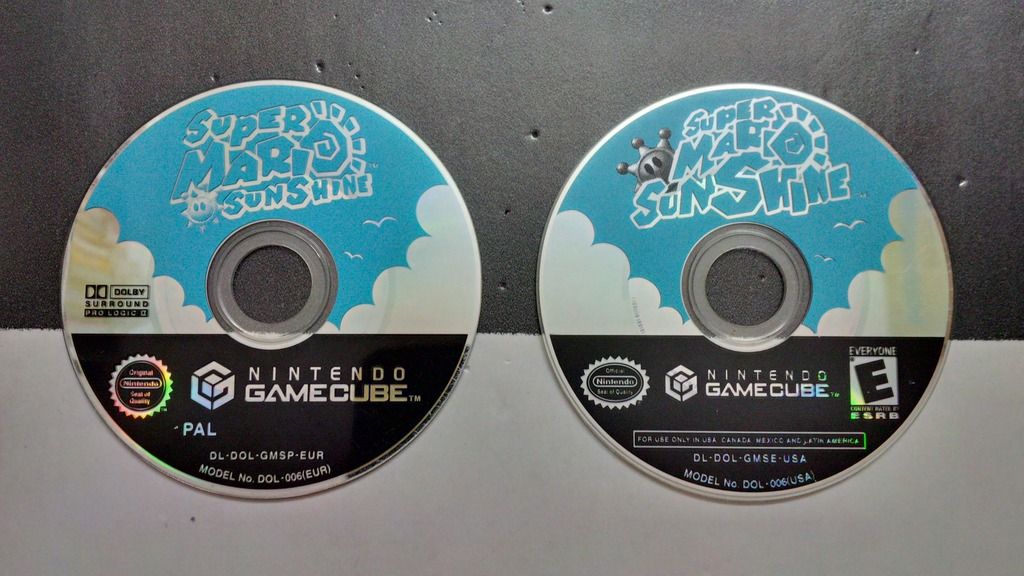 SUPER
MARIO
SUNSHINE
DOLBY
SURROUND
PRO LOGIC II
Original
Nintendo
Seal of
Quality
NINTENDO
GAMECUBE™
PAL
DL-DOL-GMSP-EUR
MODEL No. DOL-006(EUR)
SUPER
MARIO
SUNSHINE
Official
Nintendo
Seal of Quality
NINTENDO
GAMECUBE™
EVERYONE
E
CONTENT RATED BY
ESRB
FOR USE ONLY IN USA, CANADA, MEXICO AND LATIN AMERICA
DL-DOL-GMSE-USA
MODEL No. DOL-006(USA)